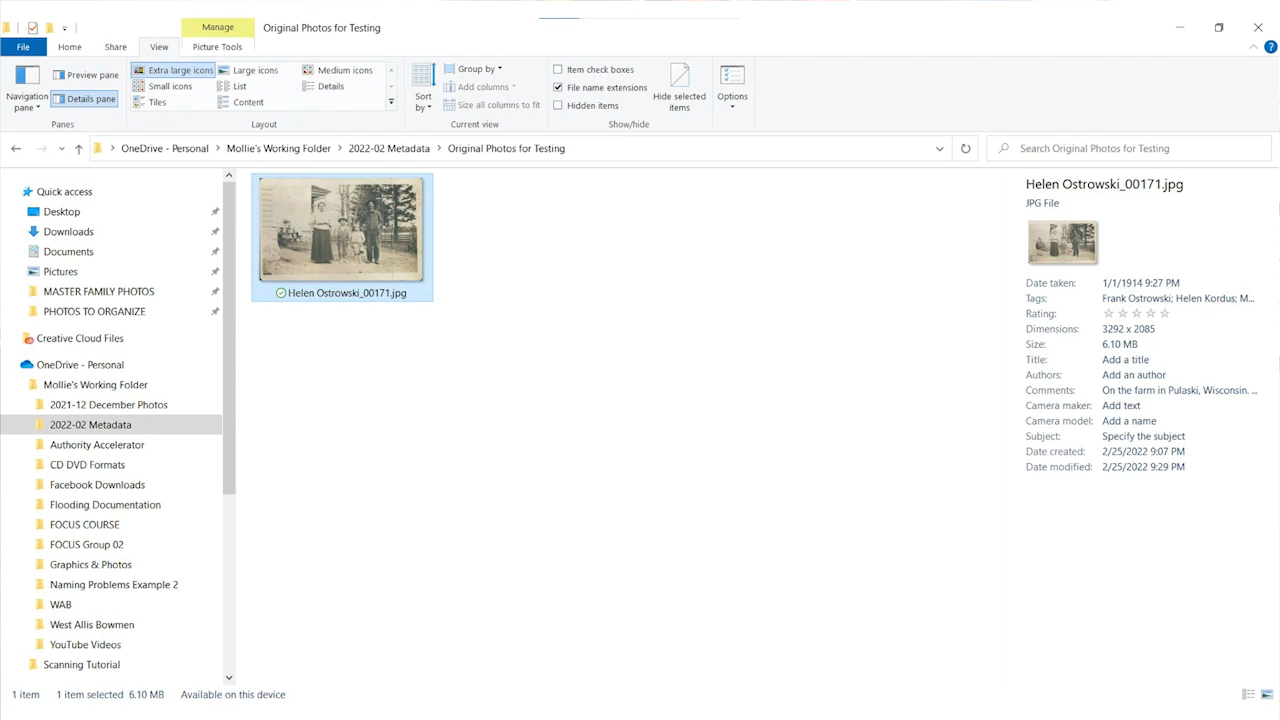 Manage
Original Photos for Testing
File
Home
Share
View
Picture Tools
Navigation pane
Preview pane
Details pane
Panes
Extra large icons
Large icons
Medium icons
Small icons
List
Details
Tiles
Content
Layout
Sort by
Group by
Add columns
Size all columns to fit
Current view
Item check boxes
File name extensions
Hidden items
Hide selected items
Show/hide
Options
OneDrive - Personal > Mollie's Working Folder > 2022-02 Metadata > Original Photos for Testing
Search Original Photos for Testing
Quick access
Desktop
Downloads
Documents
Pictures
MASTER FAMILY PHOTOS
PHOTOS TO ORGANIZE
Creative Cloud Files
OneDrive - Personal
Mollie's Working Folder
2021-12 December Photos
2022-02 Metadata
Authority Accelerator
CD DVD Formats
Facebook Downloads
Flooding Documentation
FOCUS COURSE
FOCUS Group 02
Graphics & Photos
Naming Problems Example 2
WAB
West Allis Bowmen
YouTube Videos
Scanning Tutorial
Helen Ostrowski_00171.jpg
Helen Ostrowski_00171.jpg
JPG File
Date taken: 1/1/1914 9:27 PM
Tags: Frank Ostrowski; Helen Kordus; M...
Rating:
Dimensions: 3292 x 2085
Size: 6.10 MB
Title: Add a title
Authors: Add an author
Comments: On the farm in Pulaski, Wisconsin. ...
Camera maker: Add text
Camera model: Add a name
Subject: Specify the subject
Date created: 2/25/2022 9:07 PM
Date modified: 2/25/2022 9:29 PM
1 item 1 item selected 6.10 MB Available on this device